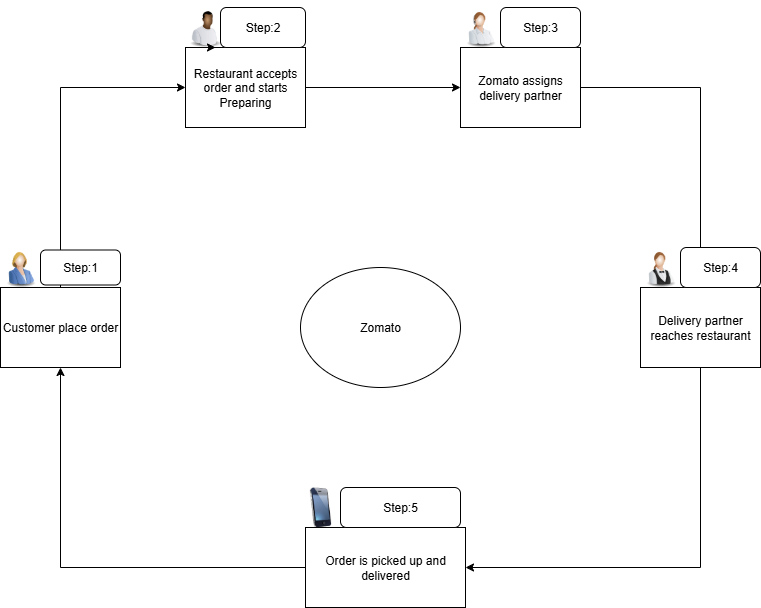 Step:2
Restaurant accepts
order and starts
Preparing
Step:3
Zomato assigns
delivery partner
Step:1
Customer place order
Zomato
Step:4
Delivery partner
reaches restaurant
Step:5
Order is picked up and
delivered